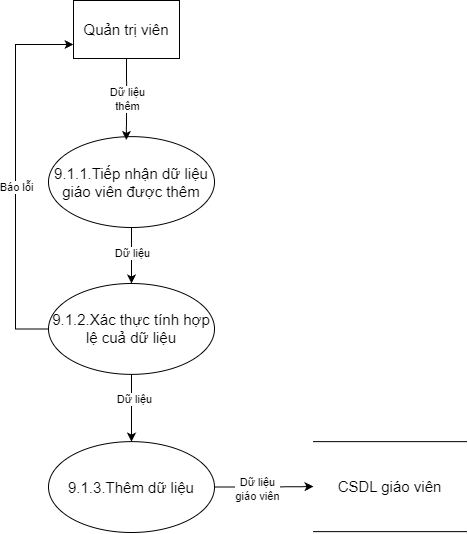 Quản trị viên
Dữ liệu
thêm
9.1.1.Tiếp nhận dữ liệu
giáo viên được thêm
Báo lỗi
Dữ liệu
9.1.2.Xác thực tính hợp
lệ cuả dữ liệu
Dữ liệu
9.1.3.Thêm dữ liệu
Dữ liệu
giáo viên
CSDL giáo viên